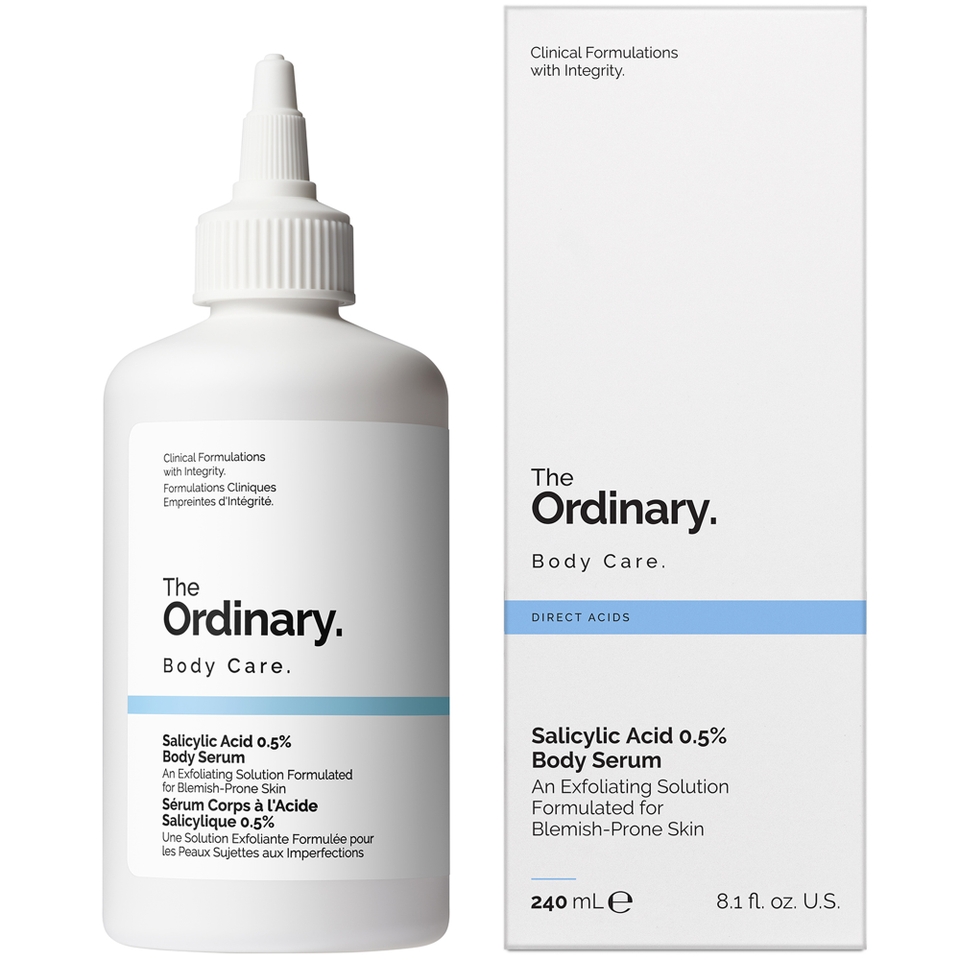 Clinical Formulations
with Integrity.
Formulations Cliniques
Empreintes d'Intégrité.
The
Ordinary.
Body Care.
Salicylic Acid 0.5%
Body Serum
An Exfoliating Solution Formulated
for Blemish-Prone Skin
Sérum Corps à l'Acide
Salicylique 0.5%
Une Solution Exfoliante Formulée pour
les Peaux Sujettes aux Imperfections
Clinical Formulations
with Integrity.
The
Ordinary.
Body Care.
DIRECT ACIDS
Salicylic Acid 0.5%
Body Serum
An Exfoliating Solution
Formulated for
Blemish-Prone Skin
240 mL ℮ 8.1 fl. oz. U.S.